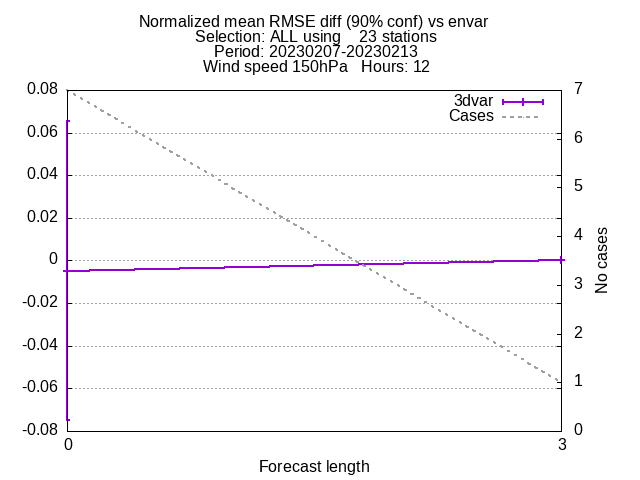 Normalized mean RMSE diff (90% conf) vs envar
Selection: ALL using    23 stations
Period: 20230207-20230213
Wind speed 150hPa   Hours: 12
3dvar
Cases
0.08
0.06
0.04
0.02
0
-0.02
-0.04
-0.06
-0.08
7
6
5
4
3
2
1
0
No cases
0
3
Forecast length